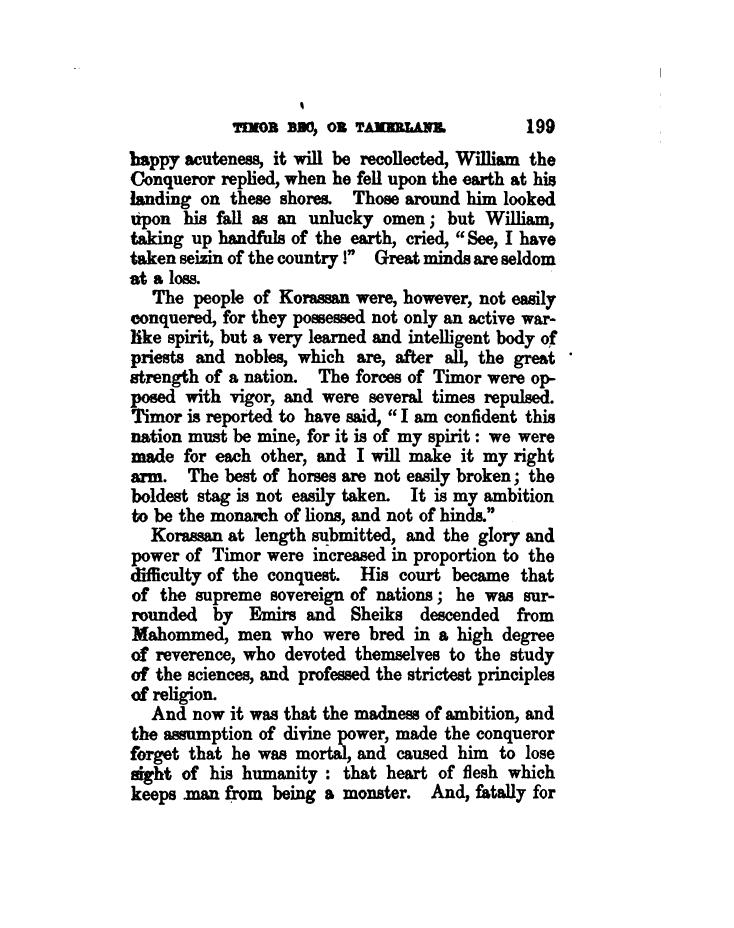 TIMOR BEC, OR TAMERLANE. 199
happy acuteness, it will be recollected, William the
Conqueror replied, when he fell upon the earth at his
landing on these shores. Those around him looked
upon his fall as an unlucky omen; but William,
taking up handfuls of the earth, cried, “See, I have
taken seizin of the country!” Great minds are seldom
at a loss.
The people of Korassan were, however, not easily
conquered, for they possessed not only an active war-
like spirit, but a very learned and intelligent body of
priests and nobles, which are, after all, the great
strength of a nation. The forces of Timor were op-
posed with vigor, and were several times repulsed.
Timor is reported to have said, “I am confident this
nation must be mine, for it is of my spirit: we were
made for each other, and I will make it my right
arm. The best of horses are not easily broken; the
boldest stag is not easily taken. It is my ambition
to be the monarch of lions, and not of hinds.”
Korassan at length submitted, and the glory and
power of Timor were increased in proportion to the
difficulty of the conquest. His court became that
of the supreme sovereign of nations; he was sur-
rounded by Emirs and Sheiks descended from
Mahommed, men who were bred in a high degree
of reverence, who devoted themselves to the study
of the sciences, and professed the strictest principles
of religion.
And now it was that the madness of ambition, and
the assumption of divine power, made the conqueror
forget that he was mortal, and caused him to lose
sight of his humanity : that heart of flesh which
keeps man from being a monster. And, fatally for